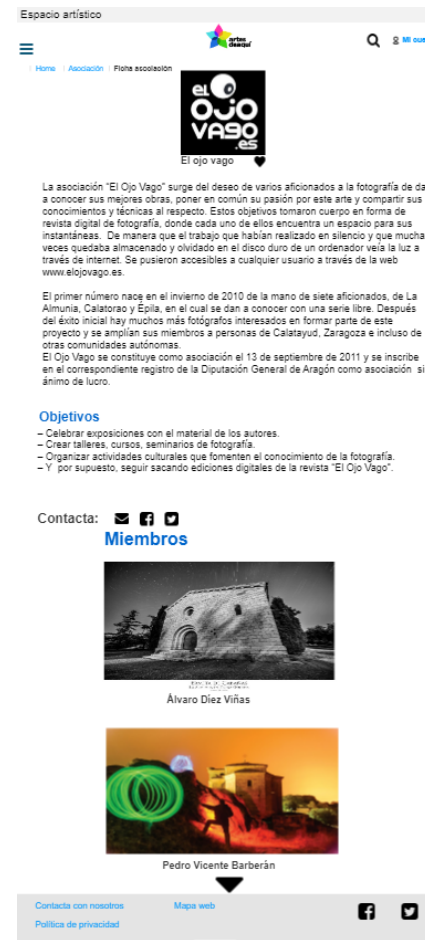 Espacio artístico
artes
deaquí
Mi cue
Home Asociación Ficha asociación
eL
OJO
VAGO
.es
El ojo vago
La asociación “El Ojo Vago” surge del deseo de varios aficionados a la fotografía de da
a conocer sus mejores obras, poner en común su pasión por este arte y compartir sus
conocimientos y técnicas al respecto. Estos objetivos tomaron cuerpo en forma de
revista digital de fotografía, donde cada uno de ellos encuentra un espacio para sus
instantáneas. De manera que el trabajo que habían realizado en silencio y que mucha
veces quedaba almacenado y olvidado en el disco duro de un ordenador veía la luz a
través de internet. Se pusieron accesibles a cualquier usuario a través de la web
www.elojovago.es.
El primer número nace en el invierno de 2010 de la mano de siete aficionados, de La
Almunia, Calatorao y Épila, en el cual se dan a conocer con una serie libre. Después
del éxito inicial hay muchos más fotógrafos interesados en formar parte de este
proyecto y se amplían sus miembros a personas de Calatayud, Zaragoza e incluso de
otras comunidades autónomas.
El Ojo Vago se constituye como asociación el 13 de septiembre de 2011 y se inscribe
en el correspondiente registro de la Diputación General de Aragón como asociación si
ánimo de lucro.
Objetivos
– Celebrar exposiciones con el material de los autores.
– Crear talleres, cursos, seminarios de fotografía.
– Organizar actividades culturales que fomenten el conocimiento de la fotografía.
– Y por supuesto, seguir sacando ediciones digitales de la revista “El Ojo Vago”.
Contacta:
Miembros
Álvaro Díez Viñas
Pedro Vicente Barberán
Contacta con nosotros Mapa web
Política de privacidad